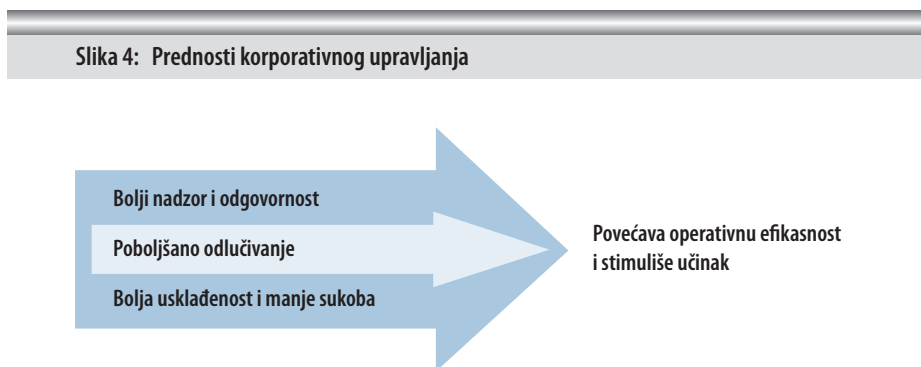 Slika 4: Prednosti korporativnog upravljanja
Bolji nadzor i odgovornost
Poboljšano odlučivanje
Bolja usklađenost i manje sukoba
Povećava operativnu efikasnost
i stimuliše učinak